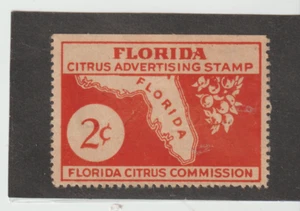 FLORIDA
CITRUS ADVERTISING STAMP
FLORIDA
2¢
FLORIDA CITRUS COMMISSION